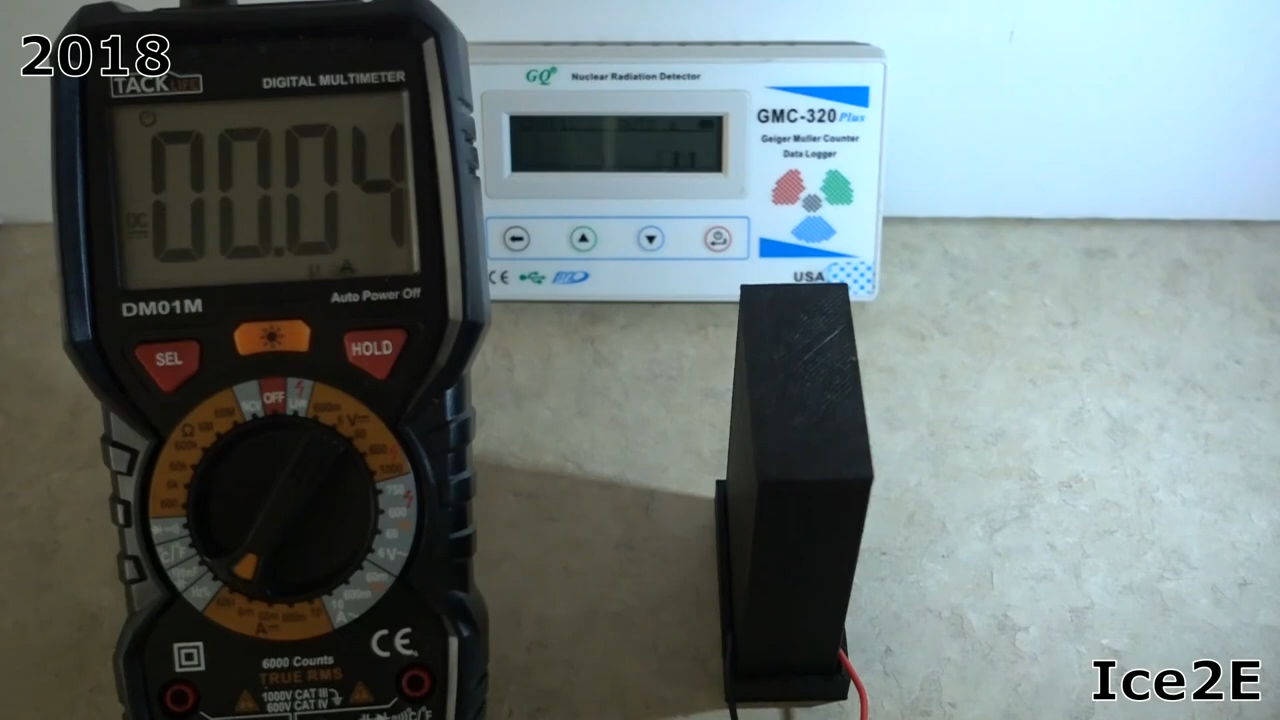 2018
TACK LIFE
DIGITAL MULTIMETER
00.04
DC
µ A
DM01M
Auto Power Off
SEL
HOLD
OFF
6000 Counts
TRUE RMS
1000V CAT III
600V CAT IV
CE
GQ®
Nuclear Radiation Detector
GMC-320 Plus
Geiger Muller Counter
Data Logger
CE
USA
Ice2E